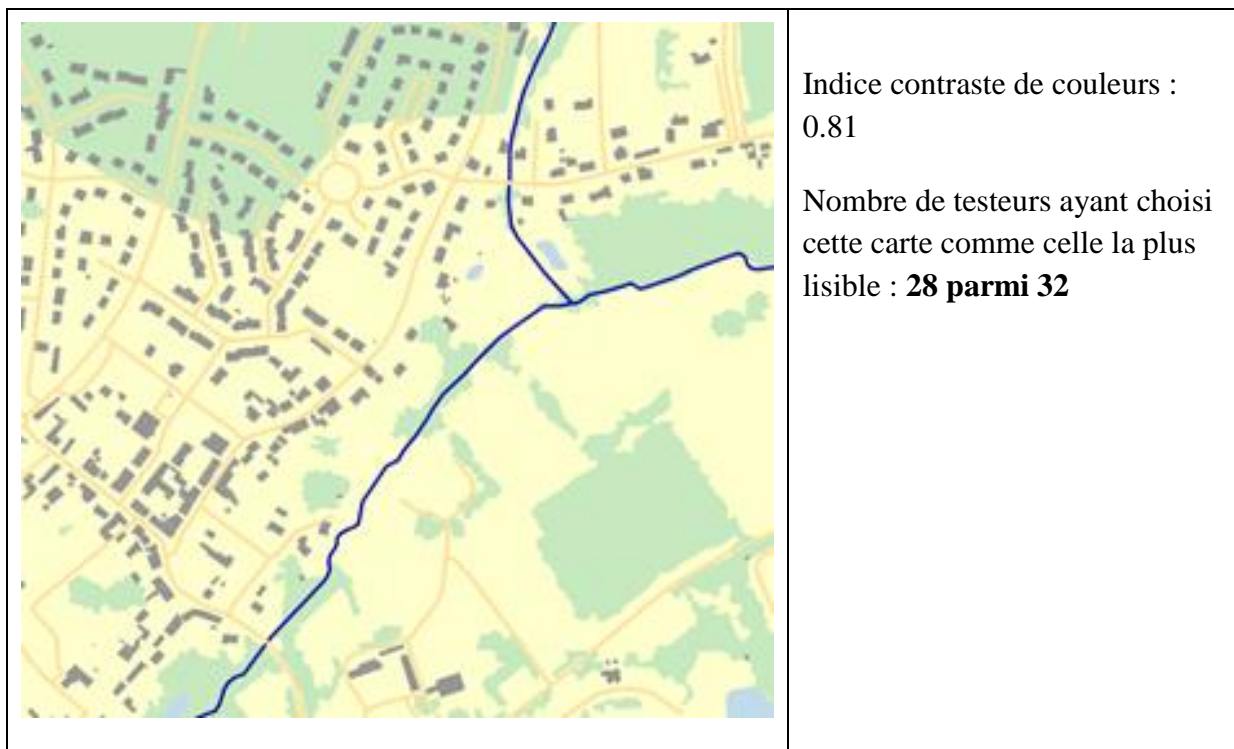 Indice contraste de couleurs :
0.81
Nombre de testeurs ayant choisi
cette carte comme celle la plus
lisible : 28 parmi 32